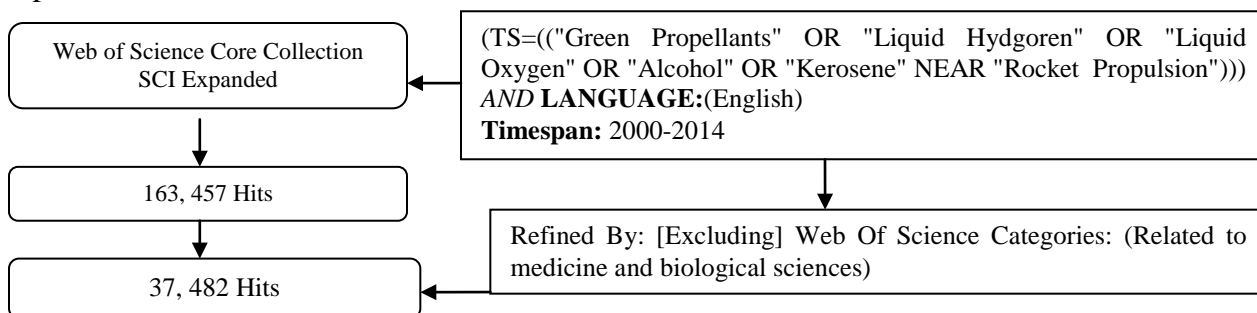 Web of Science Core Collection
SCI Expanded
(TS=(("Green Propellants" OR "Liquid Hydgoren" OR "Liquid
Oxygen" OR "Alcohol" OR "Kerosene" NEAR "Rocket Propulsion")))
AND LANGUAGE:(English)
Timespan: 2000-2014
163, 457 Hits
Refined By: [Excluding] Web Of Science Categories: (Related to
medicine and biological sciences)
37, 482 Hits